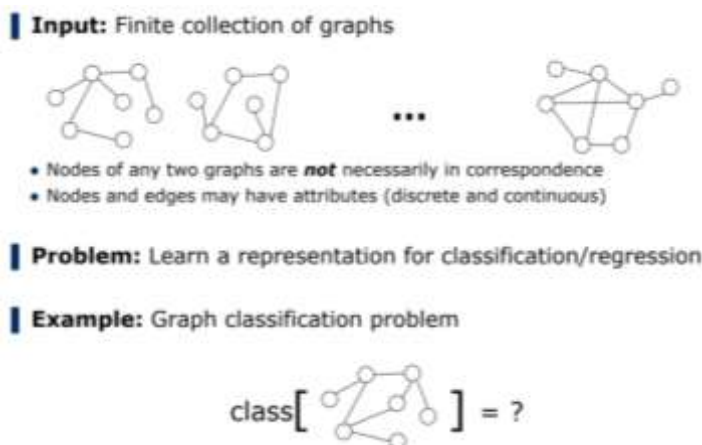 Input: Finite collection of graphs
...
• Nodes of any two graphs are not necessarily in correspondence
• Nodes and edges may have attributes (discrete and continuous)
Problem: Learn a representation for classification/regression
Example: Graph classification problem
class[ ] = ?